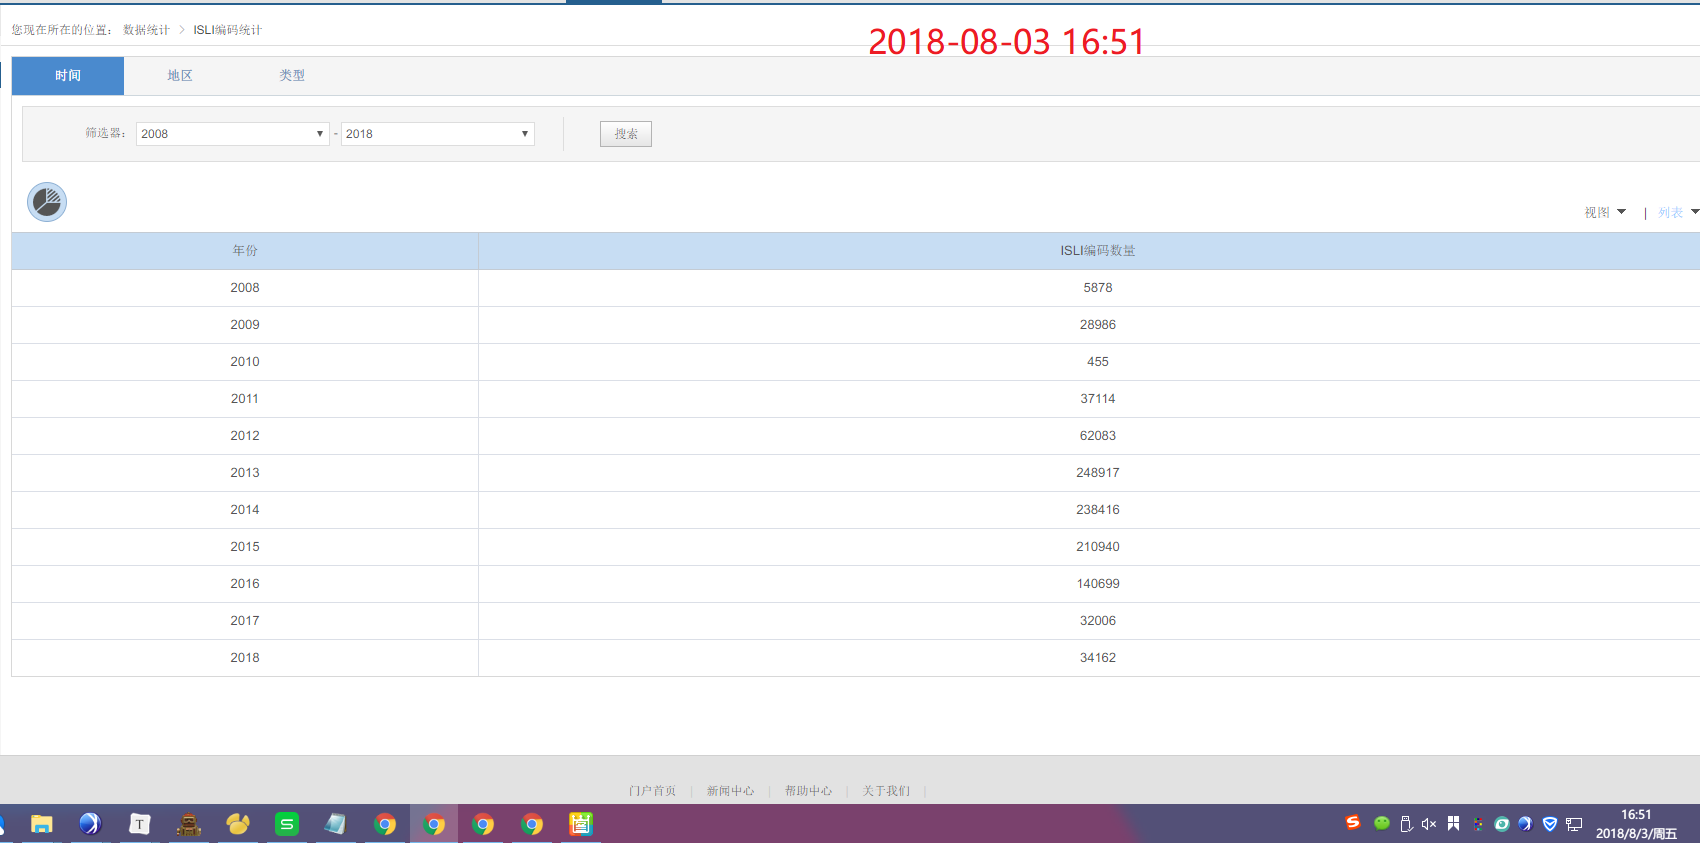 您现在所在的位置： 数据统计 > ISLI编码统计
2018-08-03 16:51
时间 地区 类型
筛选器： 2008 - 2018 搜索
视图 | 列表
年份 ISLI编码数量
2008 5878
2009 28986
2010 455
2011 37114
2012 62083
2013 248917
2014 238416
2015 210940
2016 140699
2017 32006
2018 34162
门户首页 | 新闻中心 | 帮助中心 | 关于我们 |
16:51
2018/8/3/周五